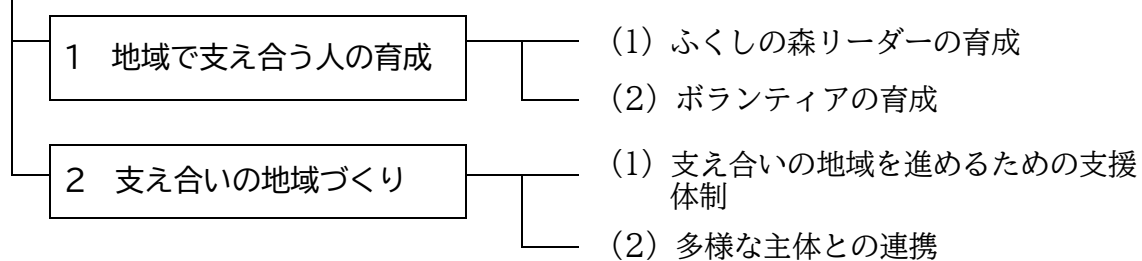 1 地域で支え合う人の育成
(1) ふくしの森リーダーの育成
(2) ボランティアの育成
2 支え合いの地域づくり
(1) 支え合いの地域を進めるための支援
体制
(2) 多様な主体との連携